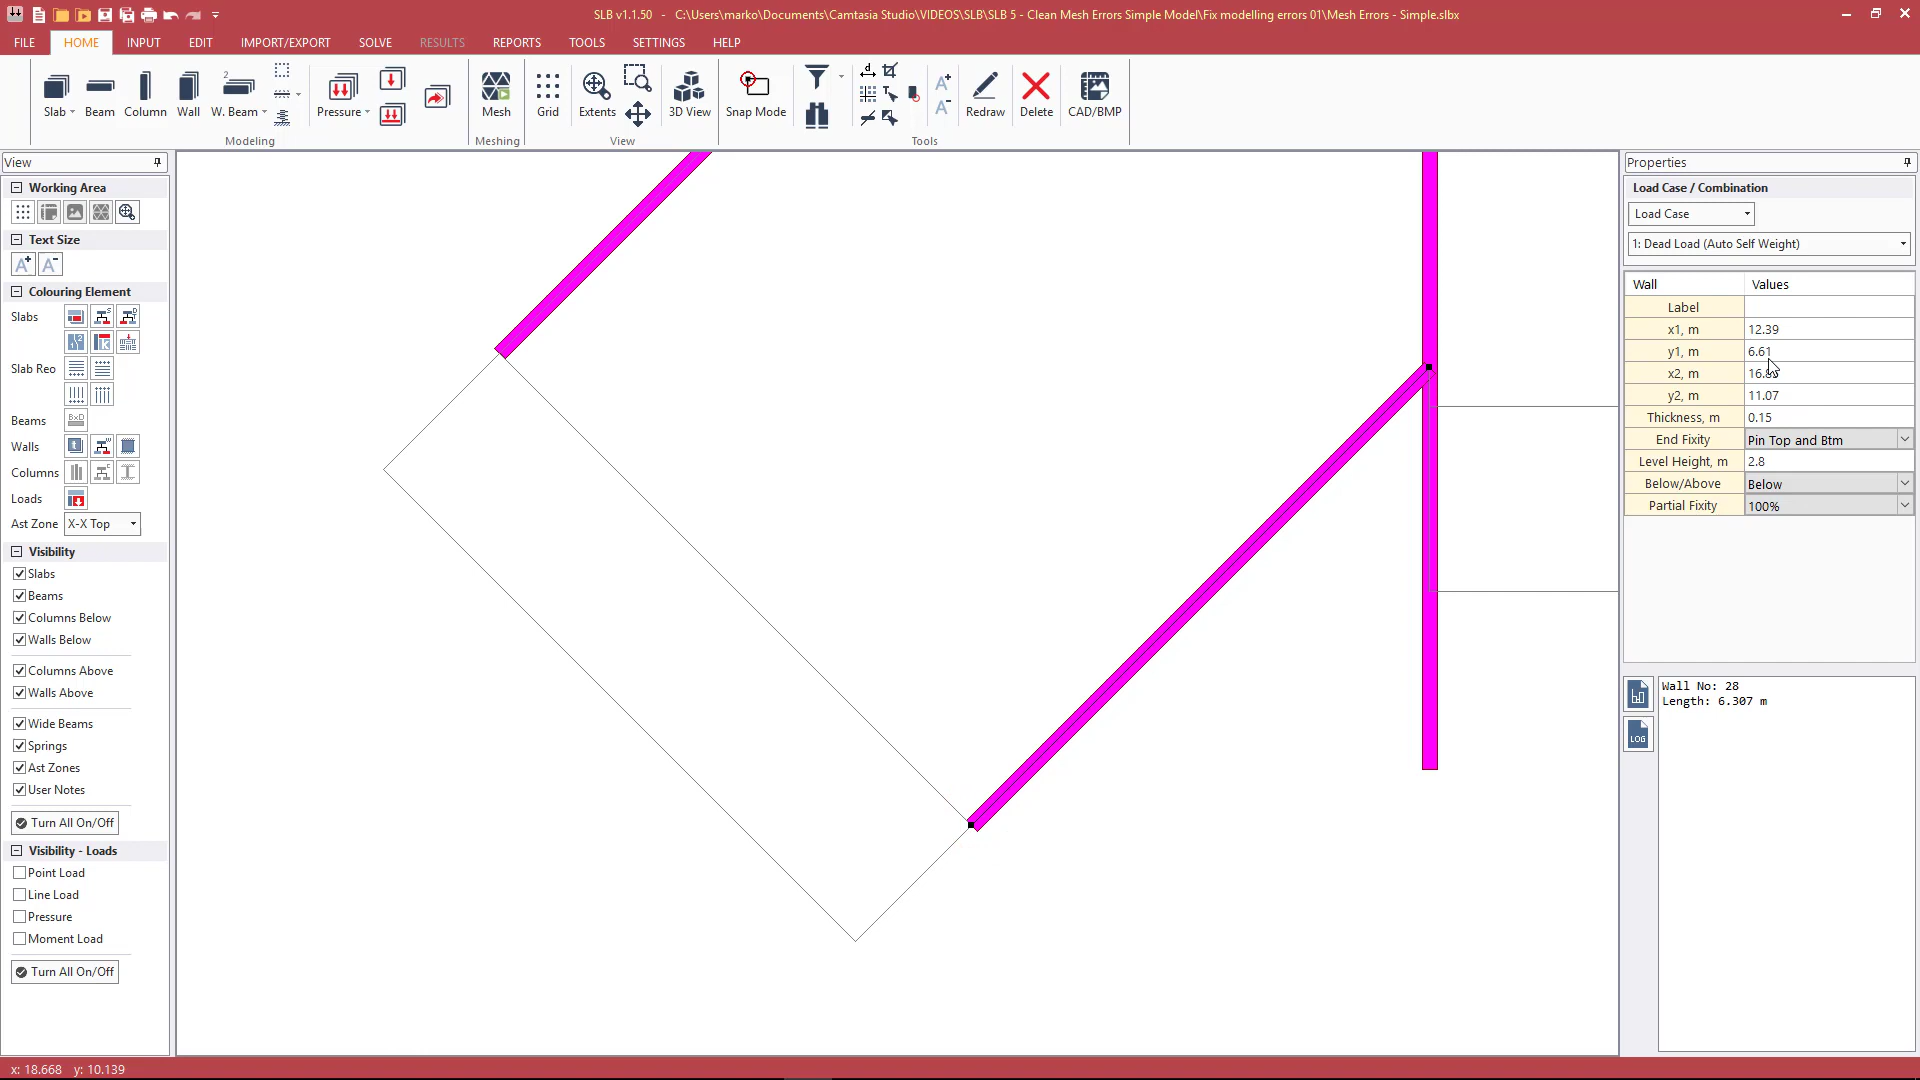 SLB v1.1.50 - C:\Users\marko\Documents\Camtasia Studio\VIDEOS\SLB\SLB 5 - Clean Mesh Errors Simple Model\Fix modelling errors 01\Mesh Errors - Simple.slbx
FILE HOME INPUT EDIT IMPORT/EXPORT SOLVE RESULTS REPORTS TOOLS SETTINGS HELP
Slab Beam Column Wall W. Beam Pressure Mesh Grid Extents 3D View Snap Mode Redraw Delete CAD/BMP
Modeling Meshing View Tools
View
Working Area
Text Size
Colouring Element
Slabs
Slab Reo
Beams
Walls
Columns
Loads
Ast Zone X-X Top
Visibility
Slabs
Beams
Columns Below
Walls Below
Columns Above
Walls Above
Wide Beams
Springs
Ast Zones
User Notes
Turn All On/Off
Visibility - Loads
Point Load
Line Load
Pressure
Moment Load
Turn All On/Off
Properties
Load Case / Combination
Load Case
1: Dead Load (Auto Self Weight)
Wall Values
Label
x1, m 12.39
y1, m 6.61
x2, m
y2, m 11.07
Thickness, m 0.15
End Fixity Pin Top and Btm
Level Height, m 2.8
Below/Above Below
Partial Fixity 100%
Wall No: 28
Length: 6.307 m
LOG
x: 18.668 y: 10.139